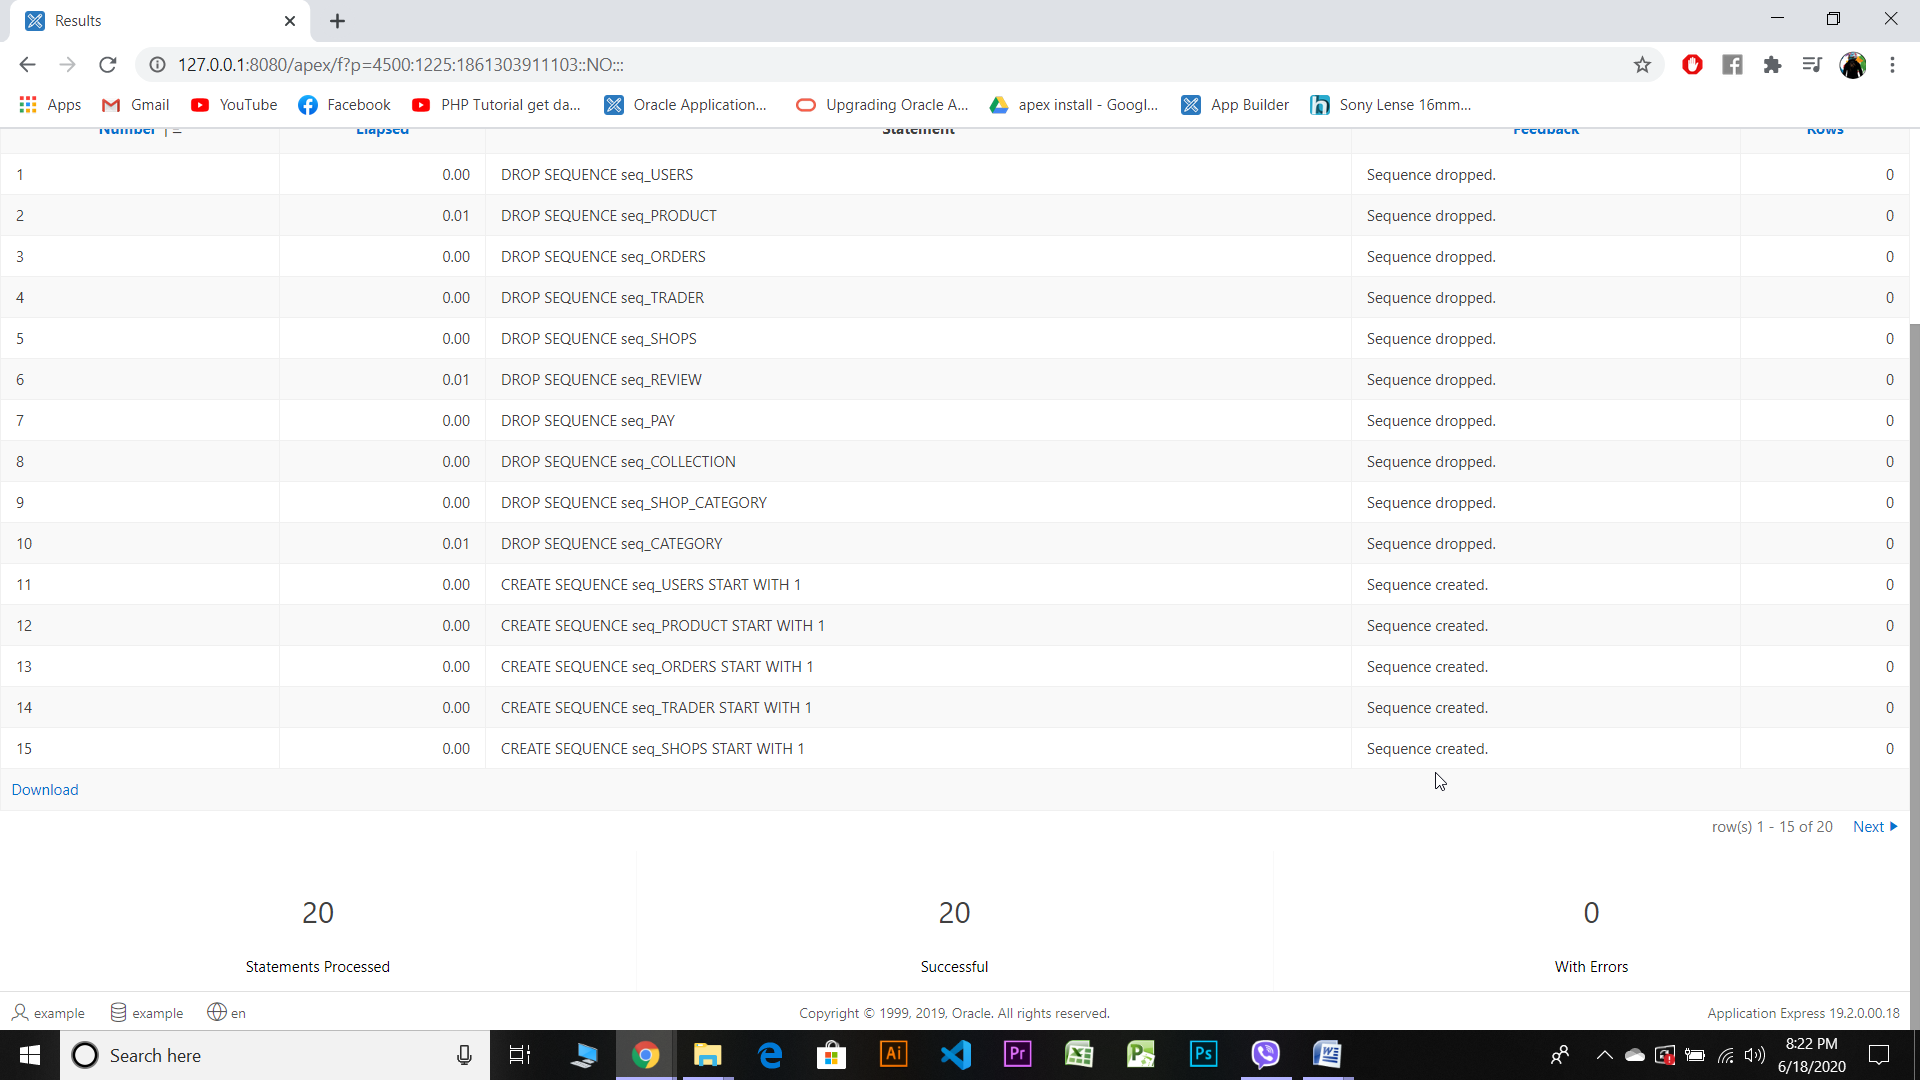 Results
127.0.0.1:8080/apex/f?p=4500:1225:1861303911103::NO:::
Apps Gmail YouTube Facebook PHP Tutorial get da... Oracle Application... Upgrading Oracle A... apex install - Googl... App Builder Sony Lense 16mm...
Number Elapsed Statement Feedback Rows
1 0.00 DROP SEQUENCE seq_USERS Sequence dropped. 0
2 0.01 DROP SEQUENCE seq_PRODUCT Sequence dropped. 0
3 0.00 DROP SEQUENCE seq_ORDERS Sequence dropped. 0
4 0.00 DROP SEQUENCE seq_TRADER Sequence dropped. 0
5 0.00 DROP SEQUENCE seq_SHOPS Sequence dropped. 0
6 0.01 DROP SEQUENCE seq_REVIEW Sequence dropped. 0
7 0.00 DROP SEQUENCE seq_PAY Sequence dropped. 0
8 0.00 DROP SEQUENCE seq_COLLECTION Sequence dropped. 0
9 0.00 DROP SEQUENCE seq_SHOP_CATEGORY Sequence dropped. 0
10 0.01 DROP SEQUENCE seq_CATEGORY Sequence dropped. 0
11 0.00 CREATE SEQUENCE seq_USERS START WITH 1 Sequence created. 0
12 0.00 CREATE SEQUENCE seq_PRODUCT START WITH 1 Sequence created. 0
13 0.00 CREATE SEQUENCE seq_ORDERS START WITH 1 Sequence created. 0
14 0.00 CREATE SEQUENCE seq_TRADER START WITH 1 Sequence created. 0
15 0.00 CREATE SEQUENCE seq_SHOPS START WITH 1 Sequence created. 0
Download
row(s) 1 - 15 of 20 Next
20 20 0
Statements Processed Successful With Errors
example example en Copyright © 1999, 2019, Oracle. All rights reserved. Application Express 19.2.0.00.18
Search here
8:22 PM
6/18/2020